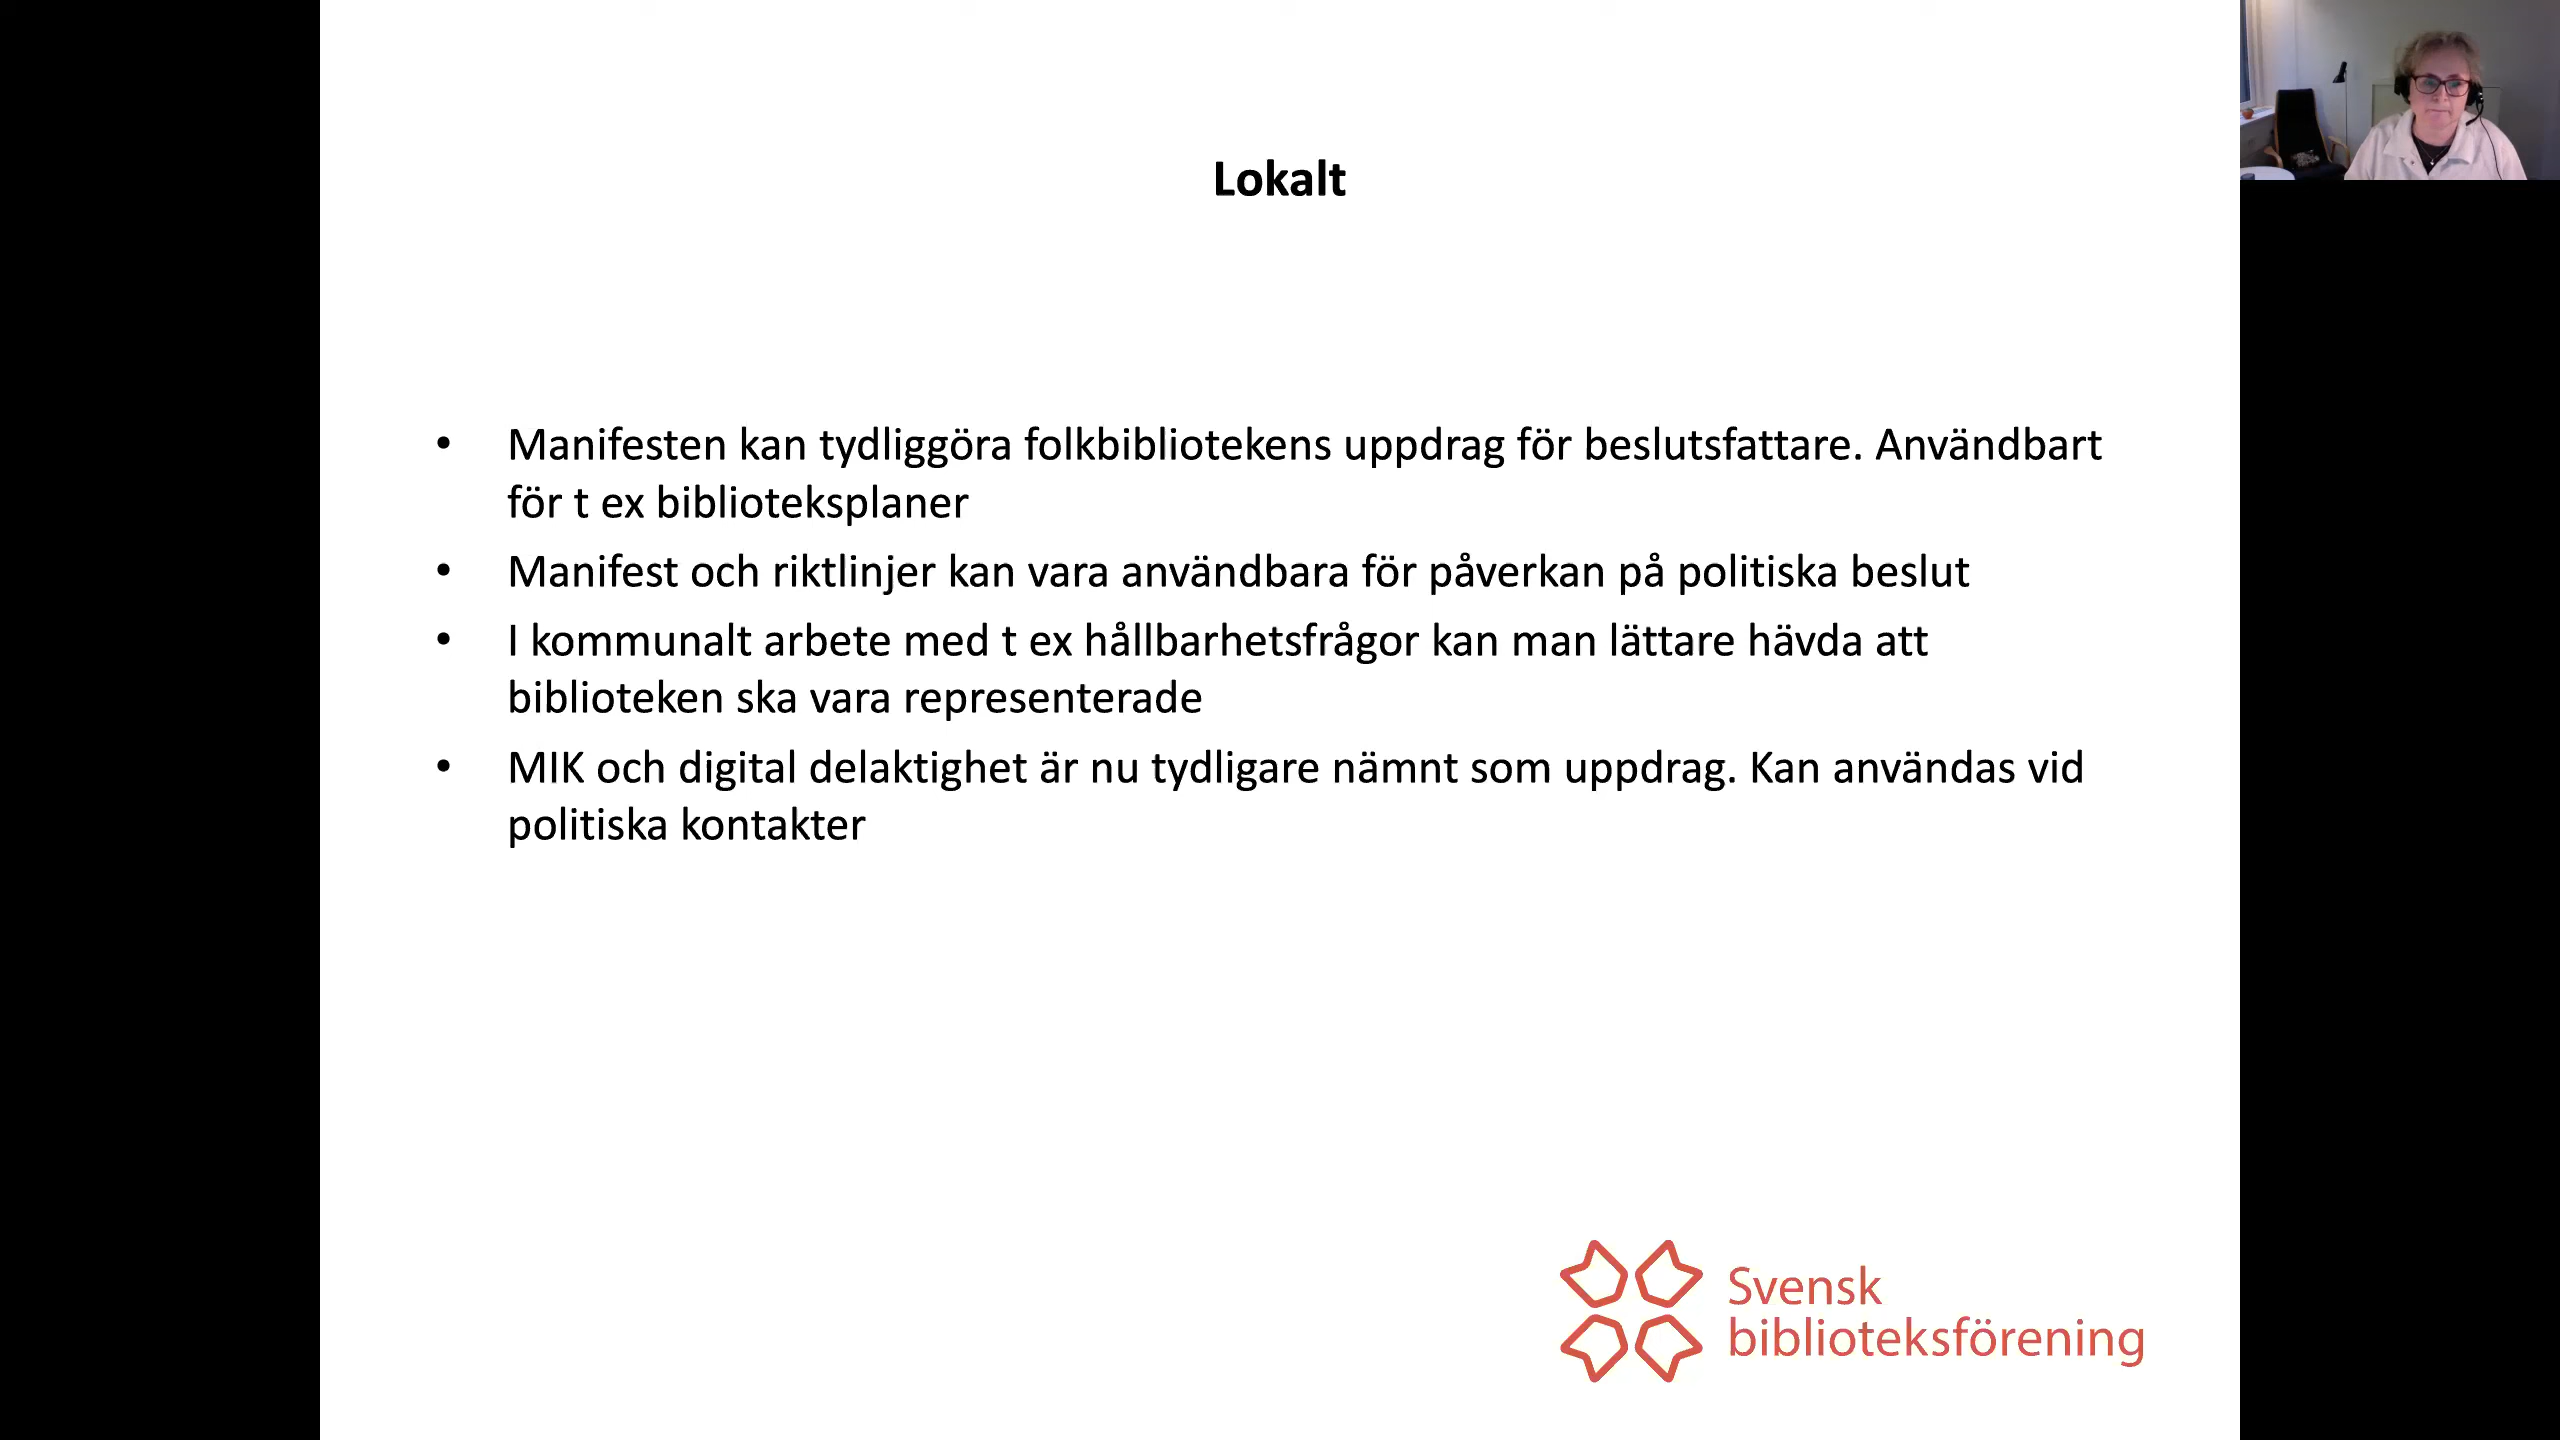 Lokalt
• Manifesten kan tydliggöra folkbibliotekens uppdrag för beslutsfattare. Användbart
för t ex biblioteksplaner
• Manifest och riktlinjer kan vara användbara för påverkan på politiska beslut
• I kommunalt arbete med t ex hållbarhetsfrågor kan man lättare hävda att
biblioteken ska vara representerade
• MIK och digital delaktighet är nu tydligare nämnt som uppdrag. Kan användas vid
politiska kontakter
Svensk
biblioteksförening